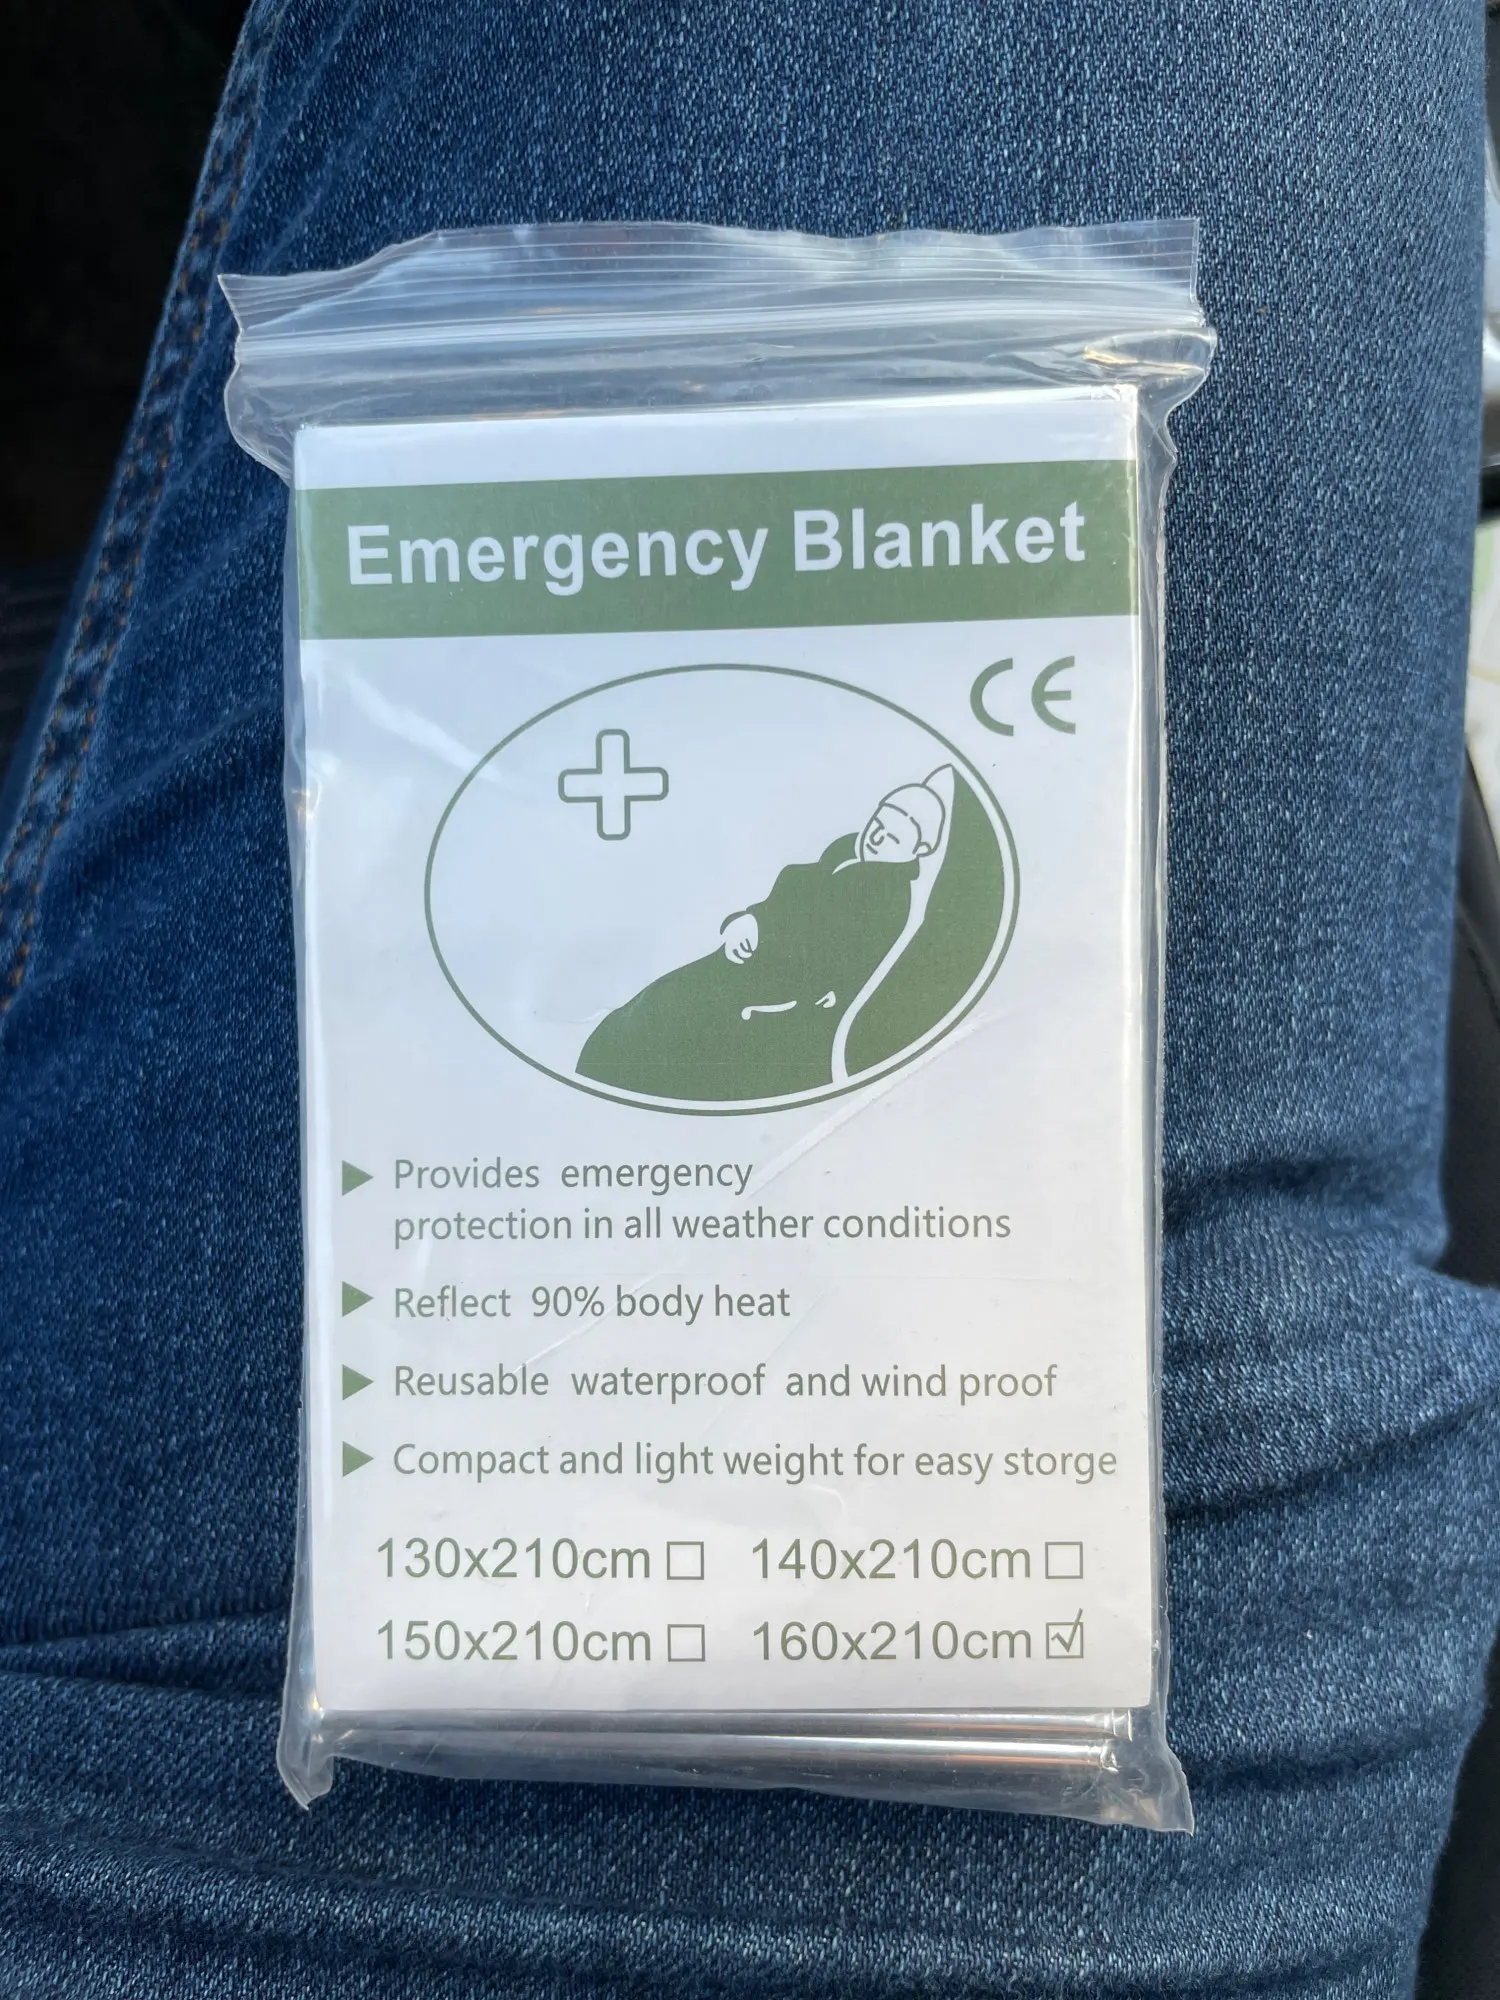 Emergency Blanket
CE
Provides emergency
protection in all weather conditions
Reflect 90% body heat
Reusable waterproof and wind proof
Compact and light weight for easy storge
130x210cm ☐ 140x210cm ☐
150x210cm ☐ 160x210cm ☑